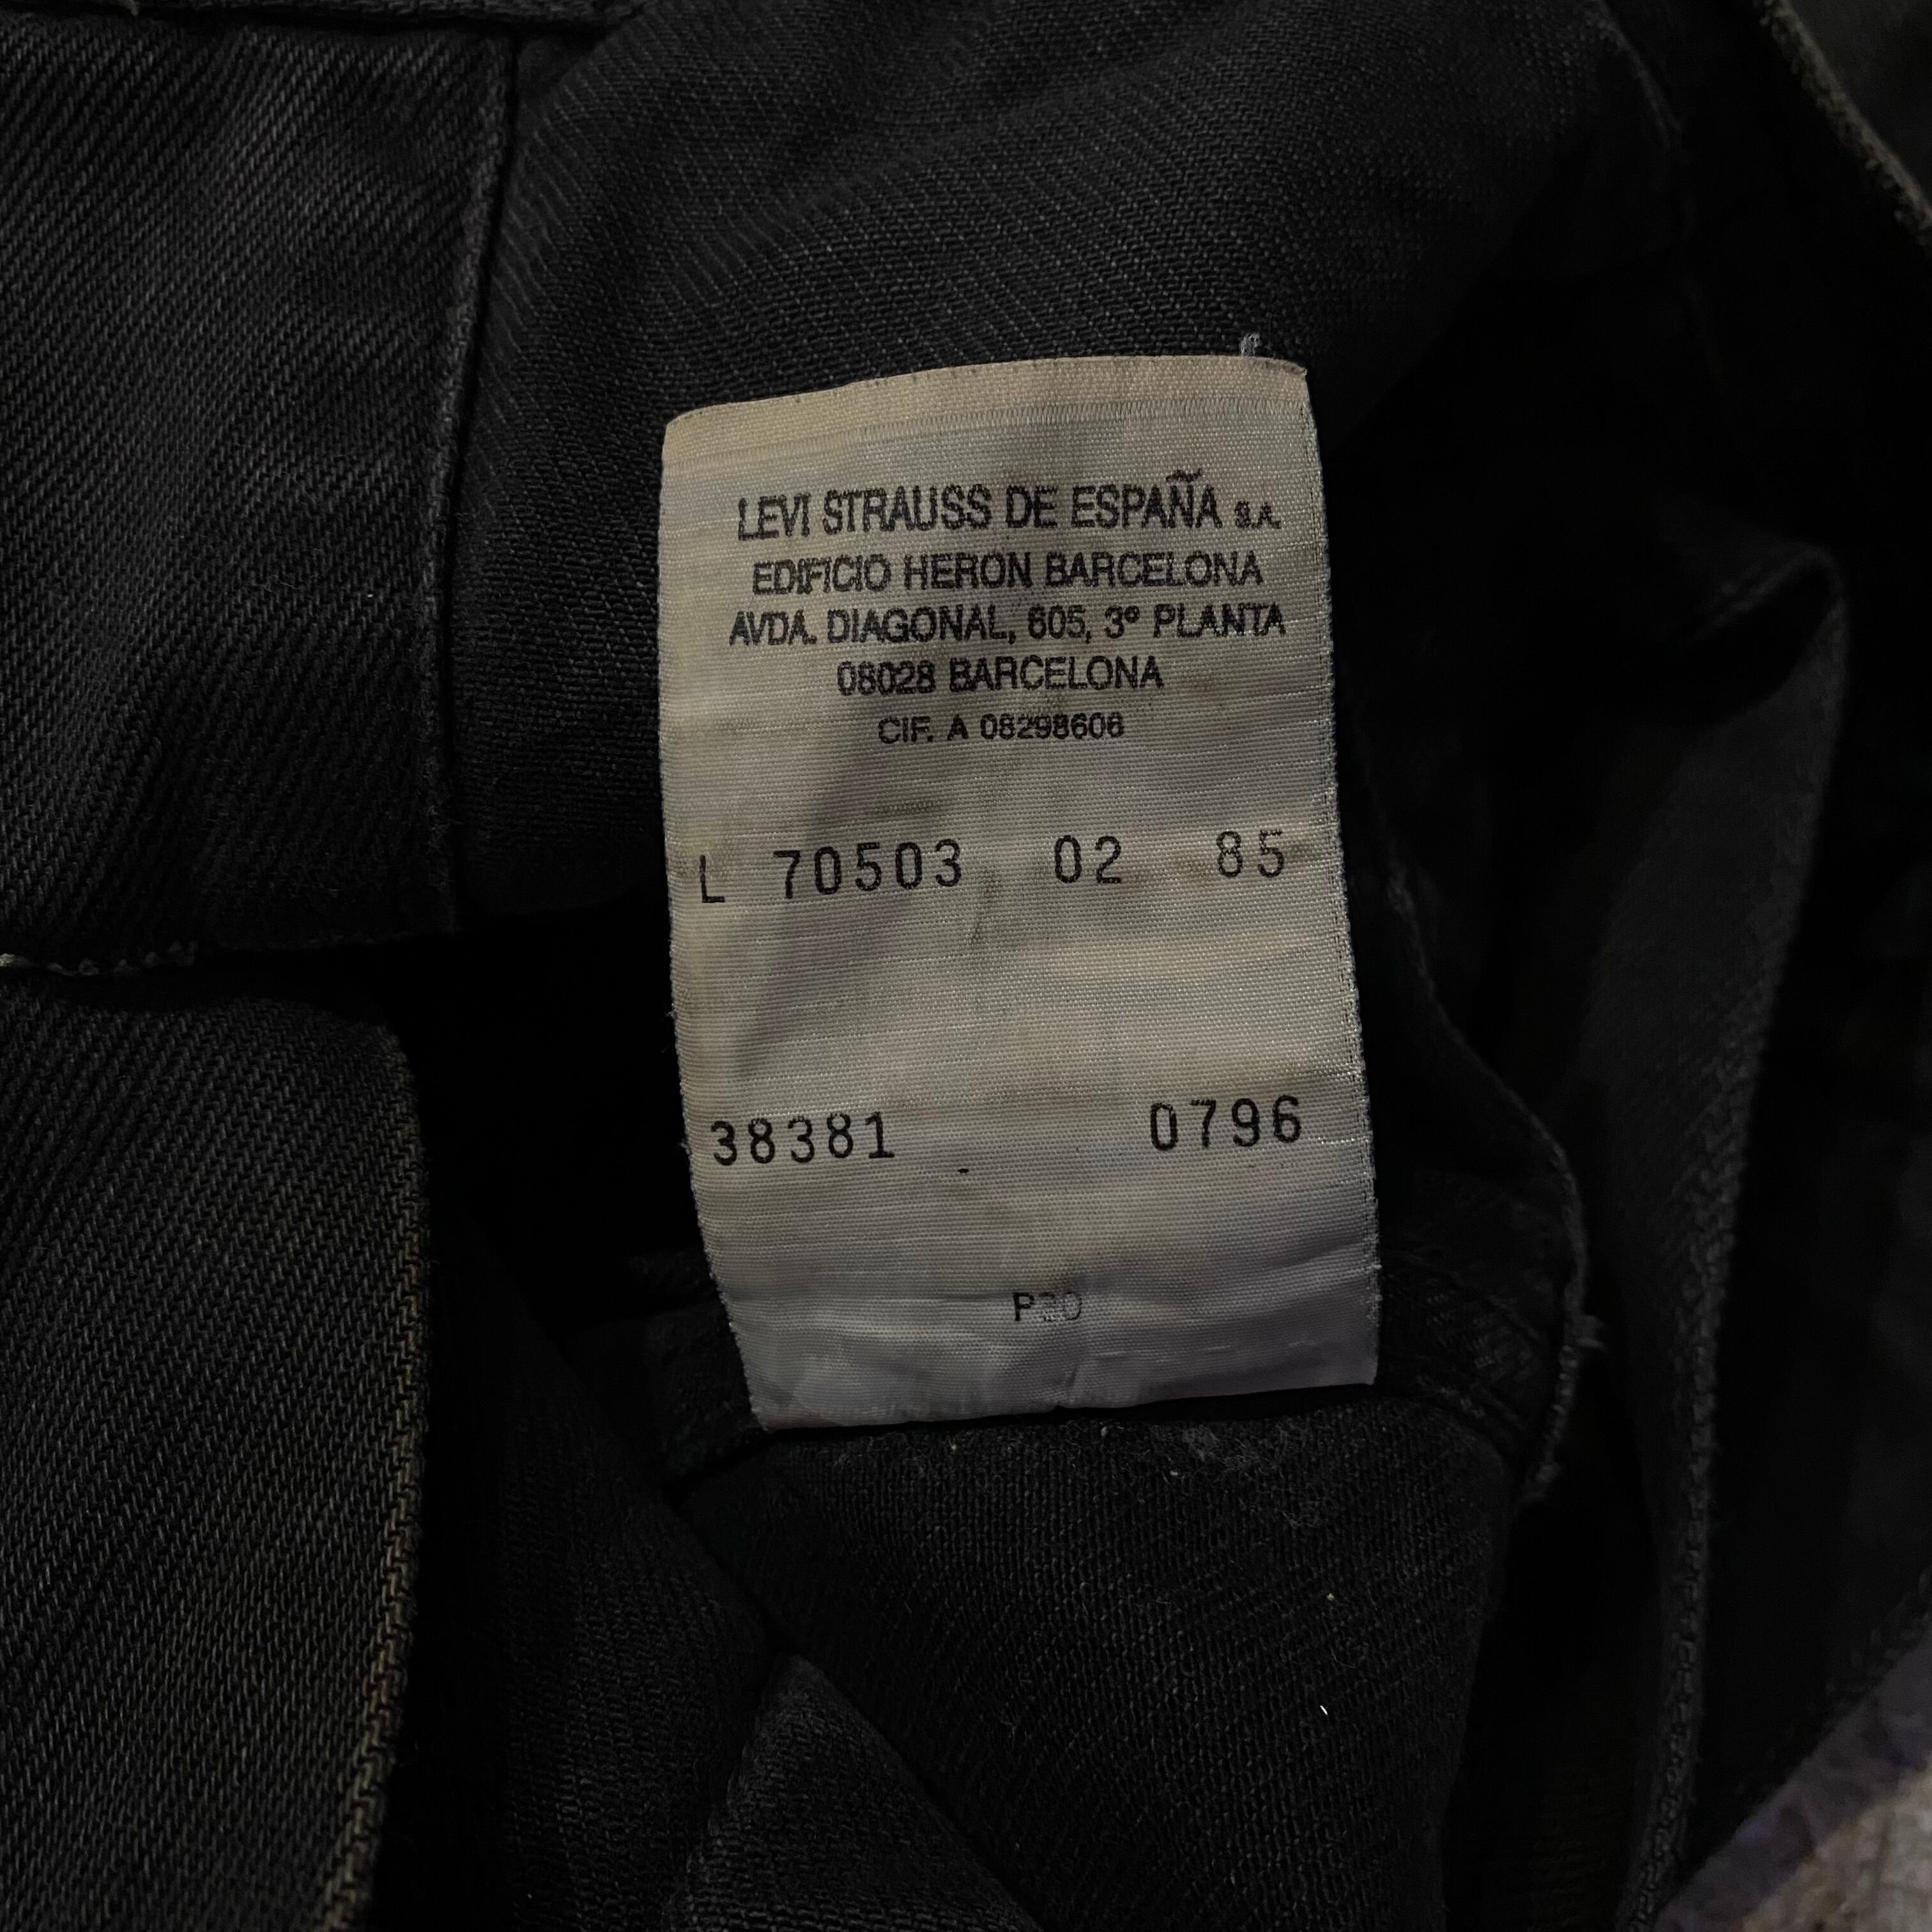 LEVI STRAUSS DE ESPAÑA S.A.
EDIFICIO HERON BARCELONA
AVDA. DIAGONAL, 605, 3º PLANTA
08028 BARCELONA
CIF. A 08298606
L 70503 02 85
38381 0796